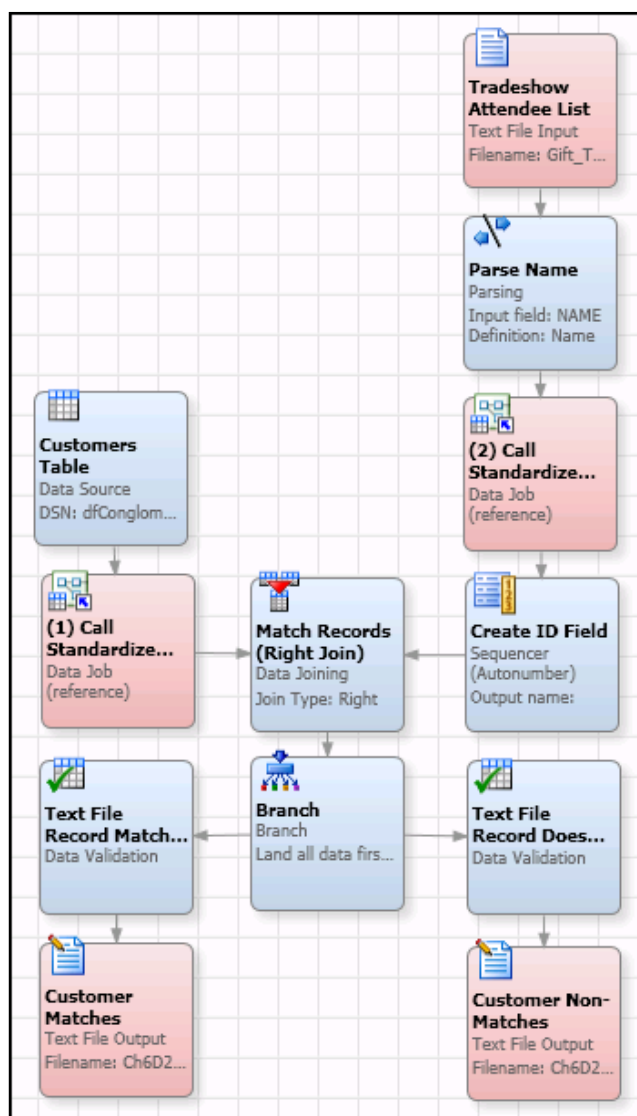 Tradeshow
Attendee List
Text File Input
Filename: Gift_T...
Parse Name
Parsing
Input field: NAME
Definition: Name
Customers
Table
Data Source
DSN: dfConglom...
(2) Call
Standardize...
Data Job
(reference)
(1) Call
Standardize...
Data Job
(reference)
Match Records
(Right Join)
Data Joining
Join Type: Right
Create ID Field
Sequencer
(Autonumber)
Output name:
Text File
Record Match...
Data Validation
Branch
Branch
Land all data firs...
Text File
Record Does...
Data Validation
Customer
Matches
Text File Output
Filename: Ch6D2...
Customer Non-
Matches
Text File Output
Filename: Ch6D2...